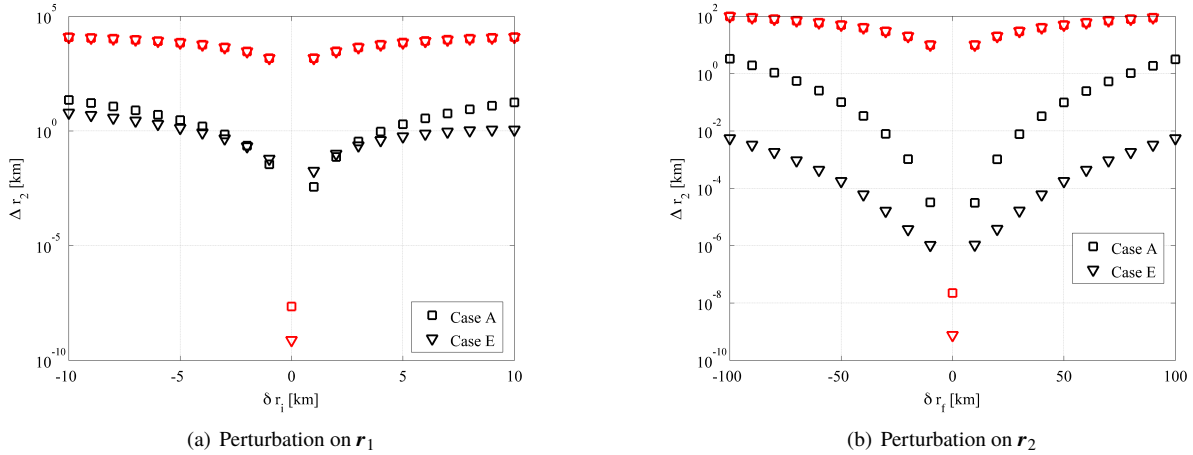 10^5
10^0
10^-5
10^-10
Δ r_2 [km]
-10 -5 0 5 10
δ r_i [km]
Case A
Case E
(a) Perturbation on r_1
10^2
10^0
10^-2
10^-4
10^-6
10^-8
10^-10
Δ r_2 [km]
-100 -50 0 50 100
δ r_f [km]
Case A
Case E
(b) Perturbation on r_2